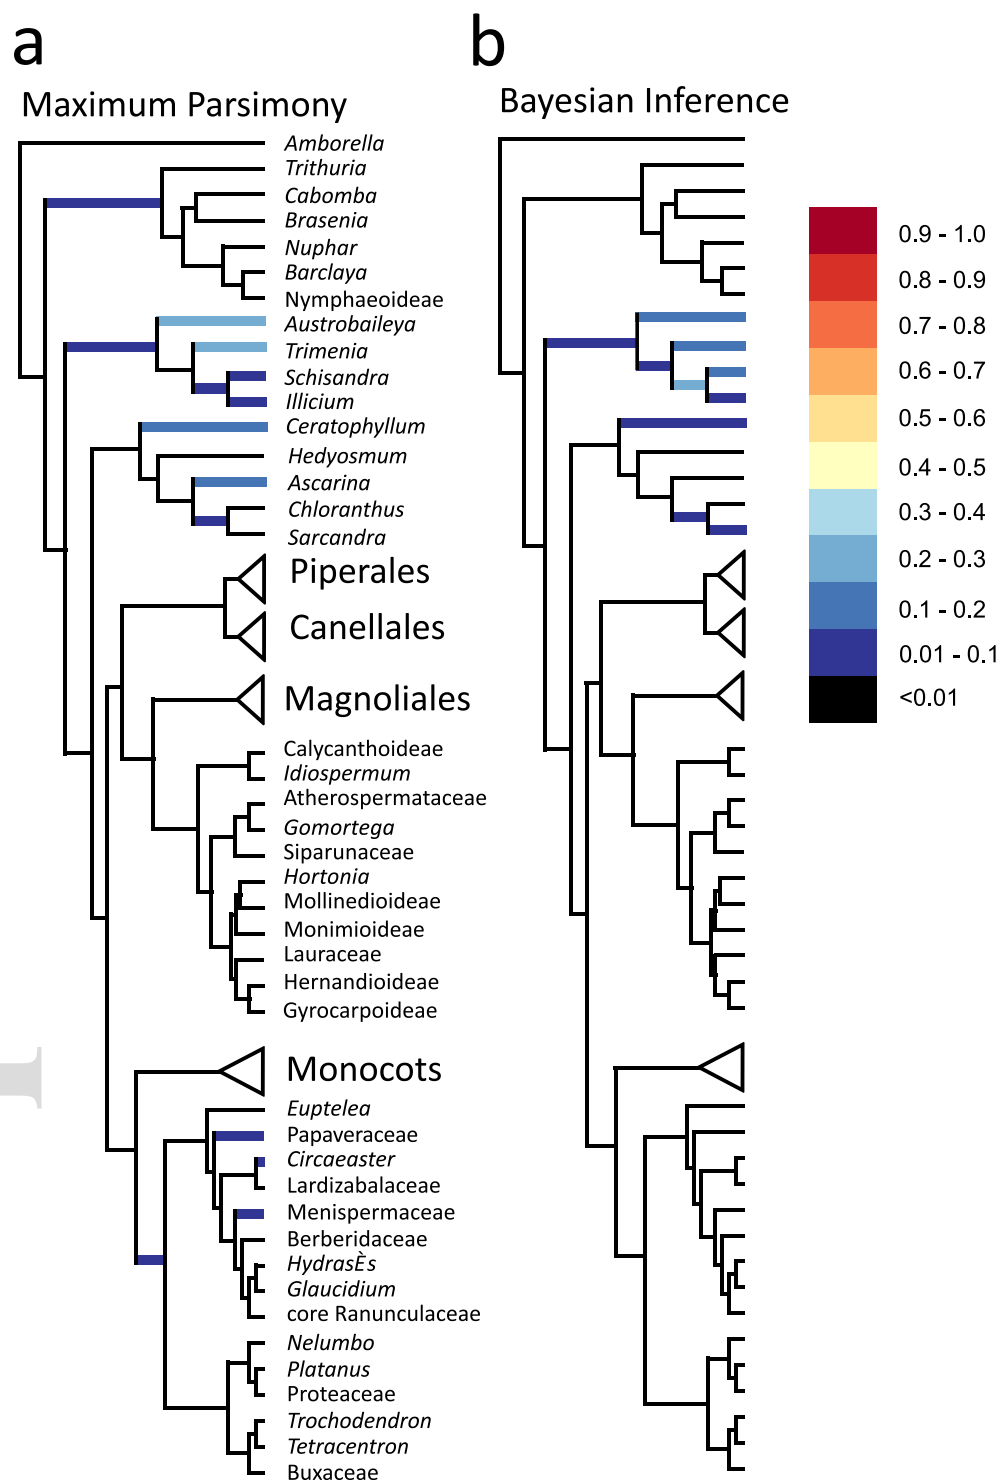 a
b
Maximum Parsimony
Bayesian Inference
Amborella
Trithuria
Cabomba
Brasenia
Nuphar
Barclaya
Nymphaeoideae
Austrobaileya
Trimenia
Schisandra
Illicium
Ceratophyllum
Hedyosmum
Ascarina
Chloranthus
Sarcandra
Piperales
Canellales
Magnoliales
Calycanthoideae
Idiospermum
Atherospermataceae
Gomortega
Siparunaceae
Hortonia
Mollinedioideae
Monimioideae
Lauraceae
Hernandioideae
Gyrocarpoideae
Monocots
Euptelea
Papaveraceae
Circaeaster
Lardizabalaceae
Menispermaceae
Berberidaceae
HydrasÈs
Glaucidium
core Ranunculaceae
Nelumbo
Platanus
Proteaceae
Trochodendron
Tetracentron
Buxaceae
0.9 - 1.0
0.8 - 0.9
0.7 - 0.8
0.6 - 0.7
0.5 - 0.6
0.4 - 0.5
0.3 - 0.4
0.2 - 0.3
0.1 - 0.2
0.01 - 0.1
<0.01